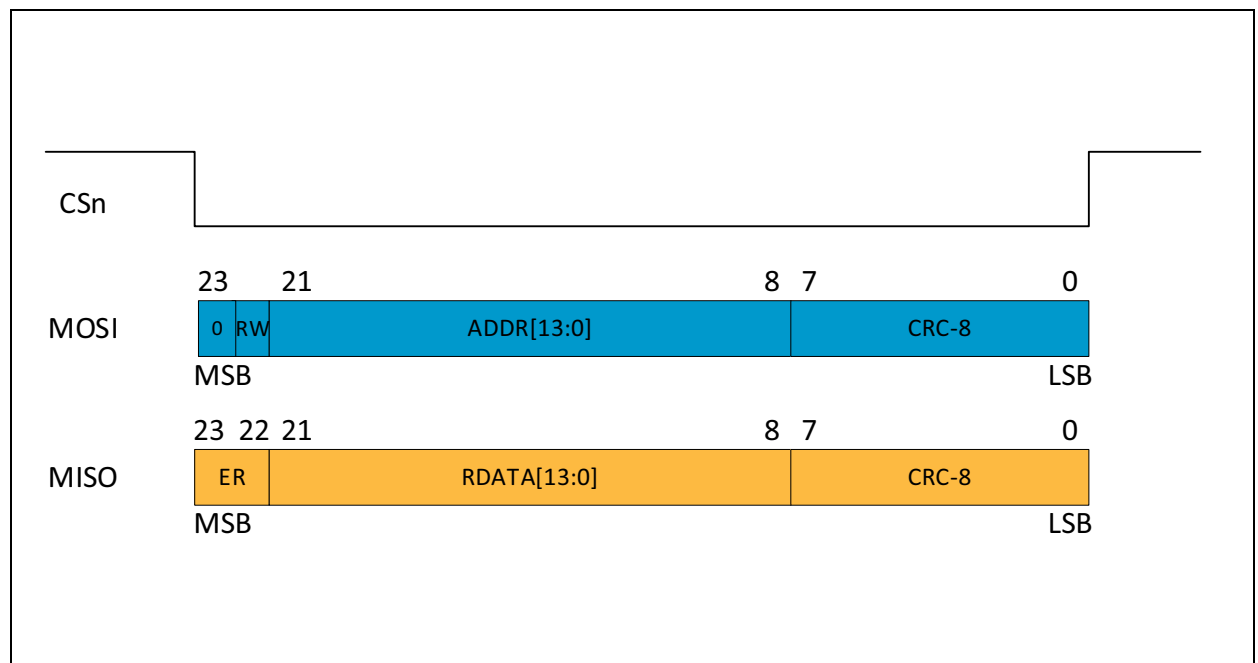 CSn
23 21 8 7 0
MOSI 0 RW ADDR[13:0] CRC-8
MSB LSB
23 22 21 8 7 0
MISO ER RDATA[13:0] CRC-8
MSB LSB